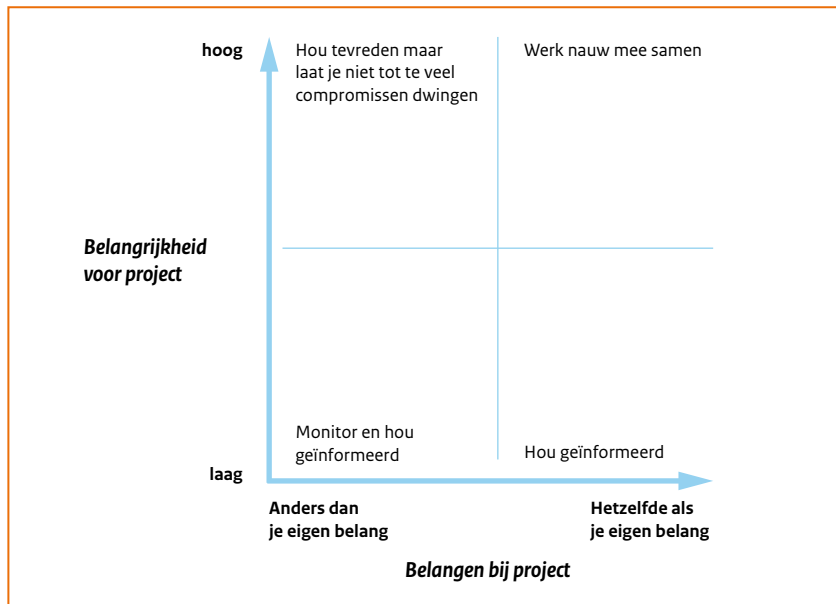 hoog
Hou tevreden maar
laat je niet tot te veel
compromissen dwingen
Werk nauw mee samen
Belangrijkheid
voor project
Monitor en hou
geïnformeerd
Hou geïnformeerd
laag
Anders dan
je eigen belang
Hetzelfde als
je eigen belang
Belangen bij project